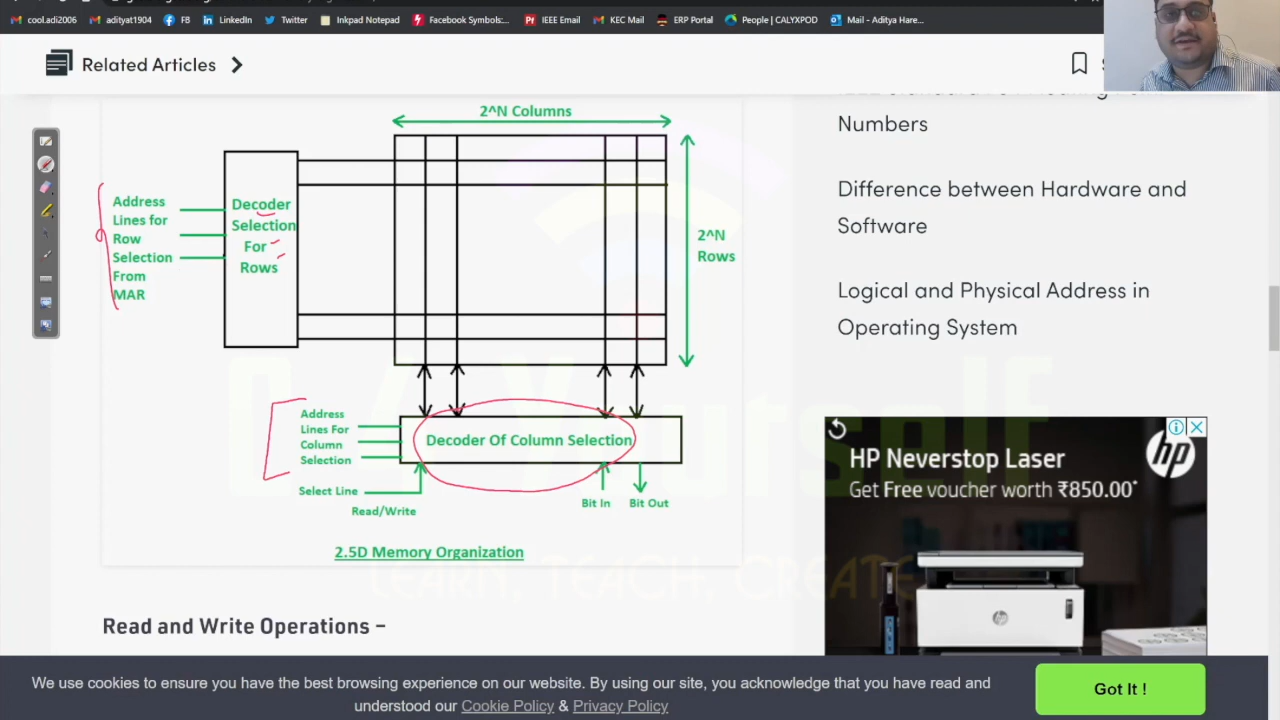 cool.adi2006
adityat1904
FB
LinkedIn
Twitter
Inkpad Notepad
Facebook Symbols:...
IEEE Email
KEC Mail
ERP Portal
People | CALYXPOD
Mail - Aditya Hare...
Related Articles
Numbers
Difference between Hardware and
Software
Logical and Physical Address in
Operating System
2^N Columns
Address
Lines for
Row
Selection
From
MAR
Decoder
Selection
For
Rows
2^N
Rows
Address
Lines For
Column
Selection
Decoder Of Column Selection
Select Line
Read/Write
Bit In
Bit Out
2.5D Memory Organization
LEARN, TEACH, CREATE
Read and Write Operations –
HP Neverstop Laser
Get Free voucher worth ₹850.00*
hp
We use cookies to ensure you have the best browsing experience on our website. By using our site, you acknowledge that you have read and
understood our Cookie Policy & Privacy Policy
Got It !